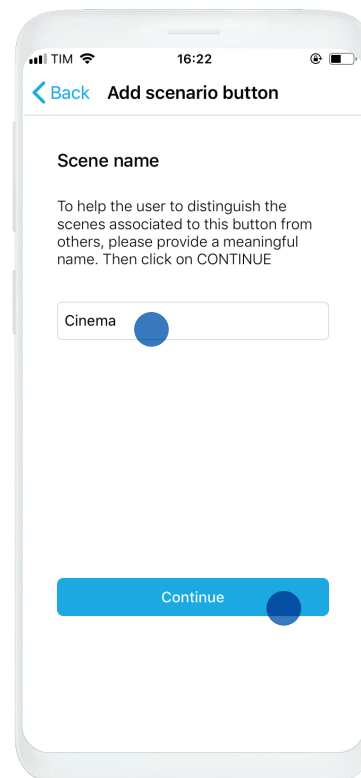 TIM 16:22
Back Add scenario button
Scene name
To help the user to distinguish the
scenes associated to this button from
others, please provide a meaningful
name. Then click on CONTINUE
Cinema
Continue